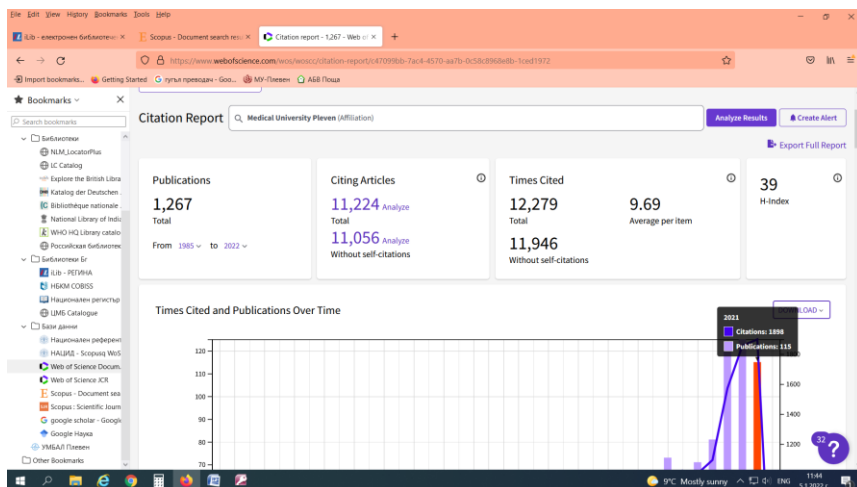 File Edit View History Bookmarks Tools Help
iLib - електронен библиотечн
Scopus - Document search resu
Citation report - 1,267 - Web of
https://www.webofscience.com/wos/woscc/citation-report/c47099bb-7ac4-4570-aa7b-0c58c8968e8b-1ced1972
Import bookmarks... Getting Started гугъл преводач - Goo... МУ-Плевен АБВ Поща
Bookmarks
Search bookmarks
Библиотеки
NLM_LocatorPlus
LC Catalog
Explore the British Libra
Katalog der Deutschen
Bibliothèque nationale
National Library of India
WHO HQ Library catalo
Российская библиотек
Библиотеки Бг
iLib - РЕГИНА
НБКМ COBISS
Национален регистър
ЦМБ Catalogue
Бази данни
Национален референт
НАЦИД - Scopusq WoS
Web of Science Docum.
Web of Science JCR
Scopus - Document sea
Scopus : Scientific Journ
google scholar - Googl
Google Наука
УМБАЛ Плевен
Other Bookmarks
Citation Report
Medical University Pleven (Affiliation)
Analyze Results
Create Alert
Export Full Report
Publications
1,267
Total
From 1985 to 2022
Citing Articles
11,224 Analyze
Total
11,056 Analyze
Without self-citations
Times Cited
12,279
Total
9.69
Average per item
11,946
Without self-citations
39
H-Index
Times Cited and Publications Over Time
2021
Citations: 1898
Publications: 115
120
110
100
90
80
70
1800
1600
1400
1200
32
?
9°C Mostly sunny
ENG
11:44
5.1.2022 г.